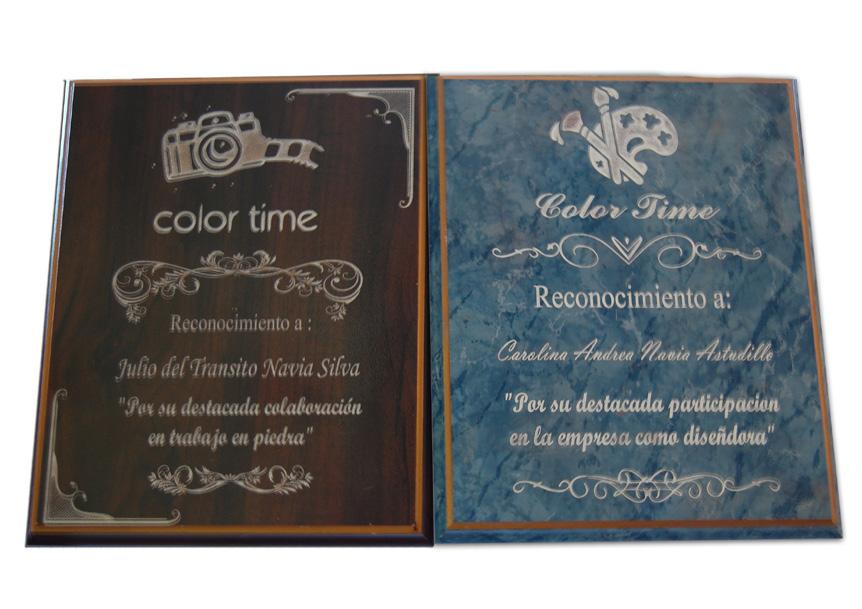 color time
Reconocimiento a :
Julio del Transito Navia Silva
"Por su destacada colaboración
en trabajo en piedra"
Color Time
Reconocimiento a:
Carolina Andrea Navia Astudillo
"Por su destacada participacion
en la empresa como diseñdora"